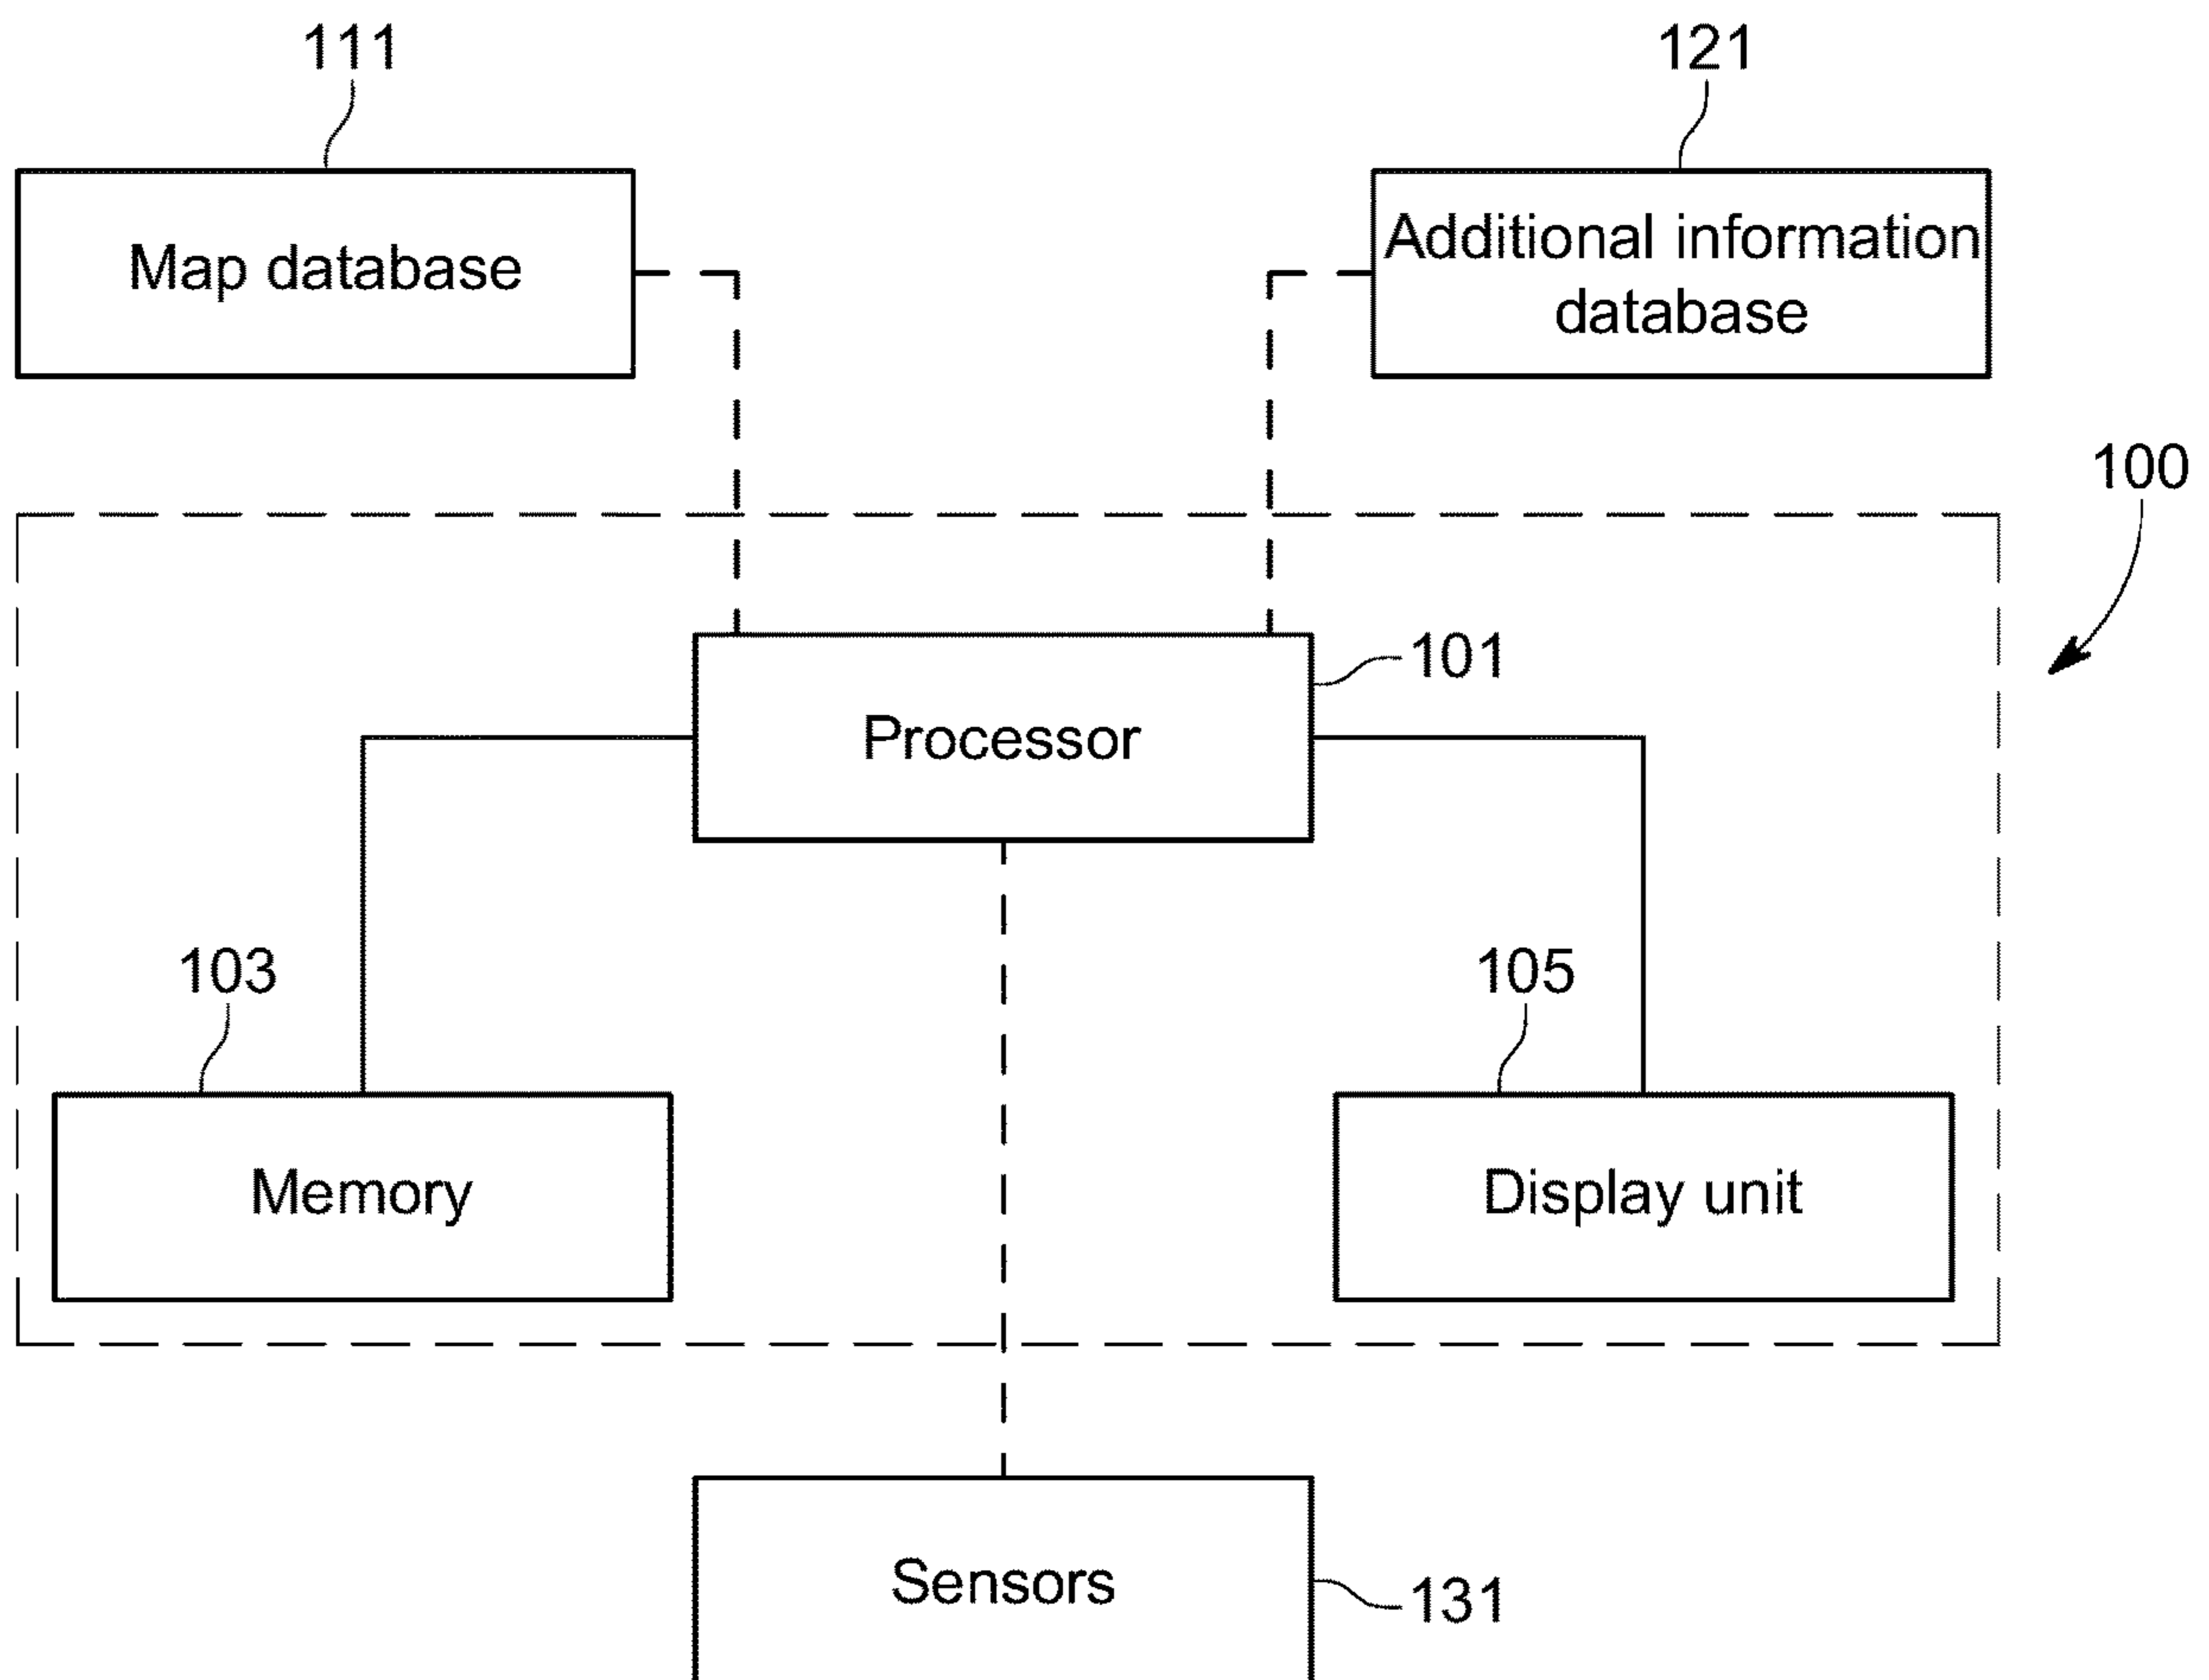 111
121
Map database
Additional information
database
100
101
Processor
103
105
Memory
Display unit
Sensors
131